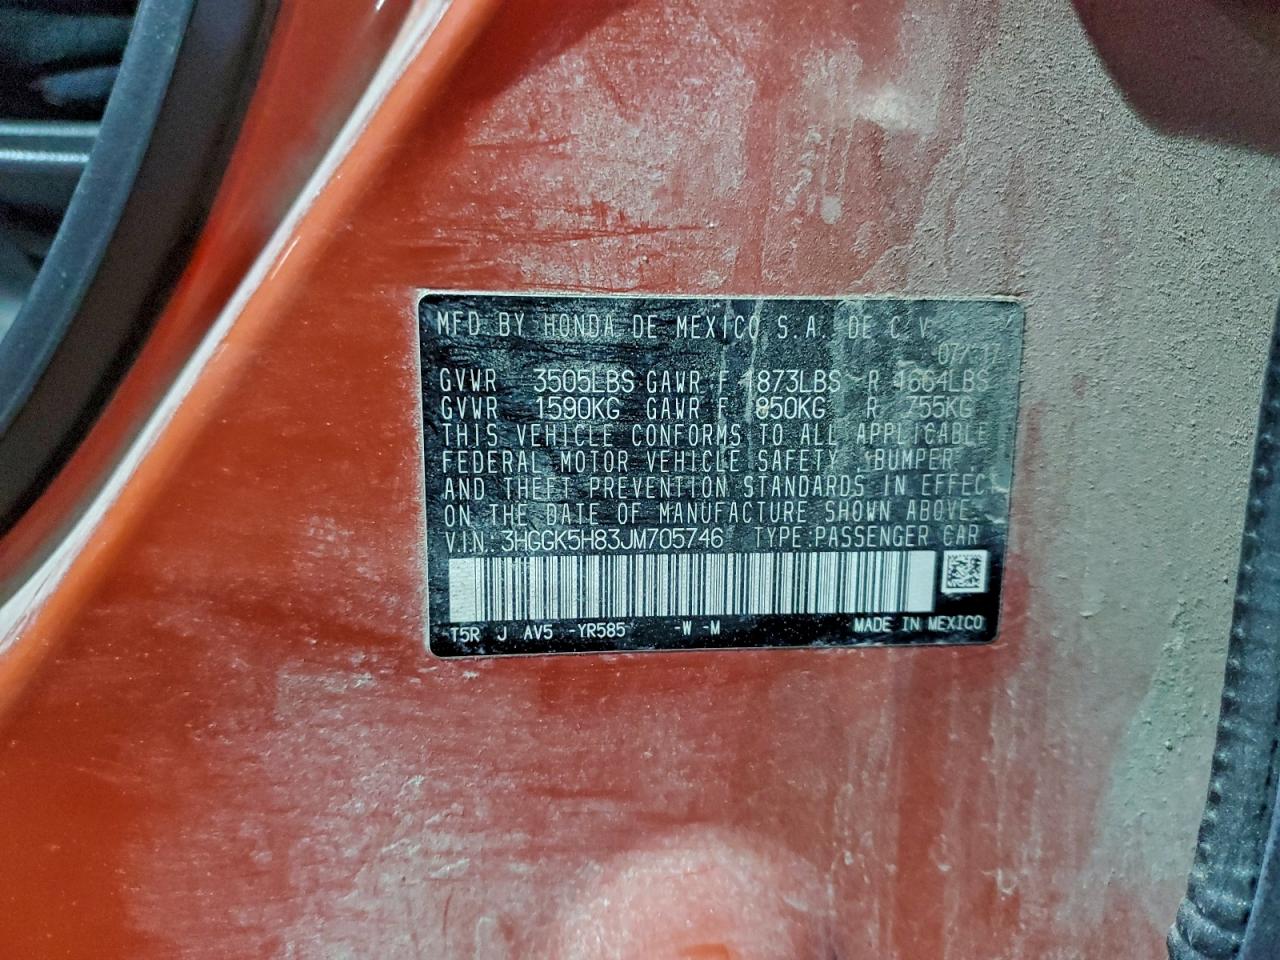 MFD BY HONDA DE MEXICO S.A. DE C.V.
07/17
GVWR 3505LBS GAWR F 1873LBS R 1664LBS
GVWR 1590KG GAWR F 850KG R 755KG
THIS VEHICLE CONFORMS TO ALL APPLICABLE
FEDERAL MOTOR VEHICLE SAFETY ,BUMPER ,
AND THEFT PREVENTION STANDARDS IN EFFECT
ON THE DATE OF MANUFACTURE SHOWN ABOVE.
V.I.N. 3HGGK5H83JM705746 TYPE:PASSENGER CAR
T5R J AV5 -YR585 -W -M MADE IN MEXICO